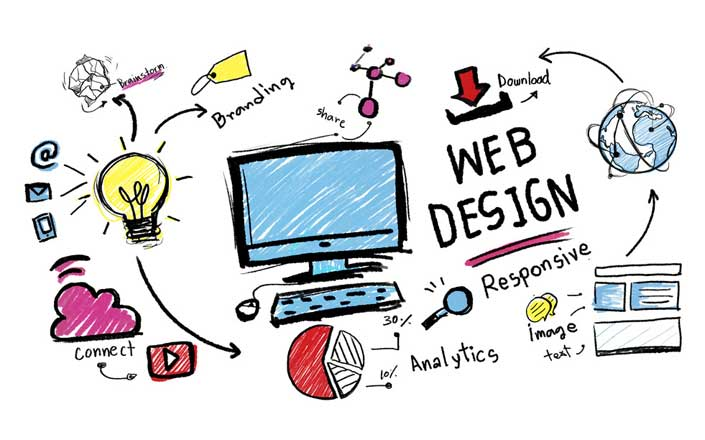 Brainstorm
Branding
share
Download
@
WEB
DESIGN
Responsive
image
text
30%
10%
Analytics
Connect